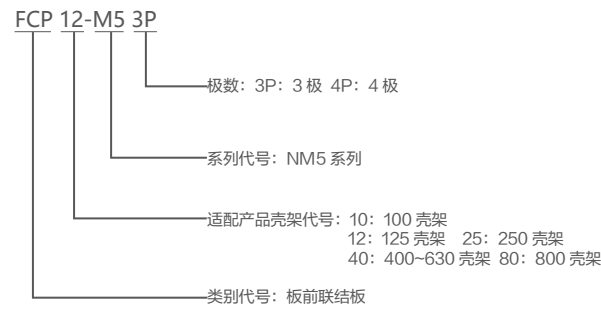 FCP 12-M5 3P
极数：3P：3 极 4P：4 极
系列代号：NM5 系列
适配产品壳架代号：10：100 壳架
12：125 壳架 25：250 壳架
40：400~630 壳架 80：800 壳架
类别代号：板前联结板